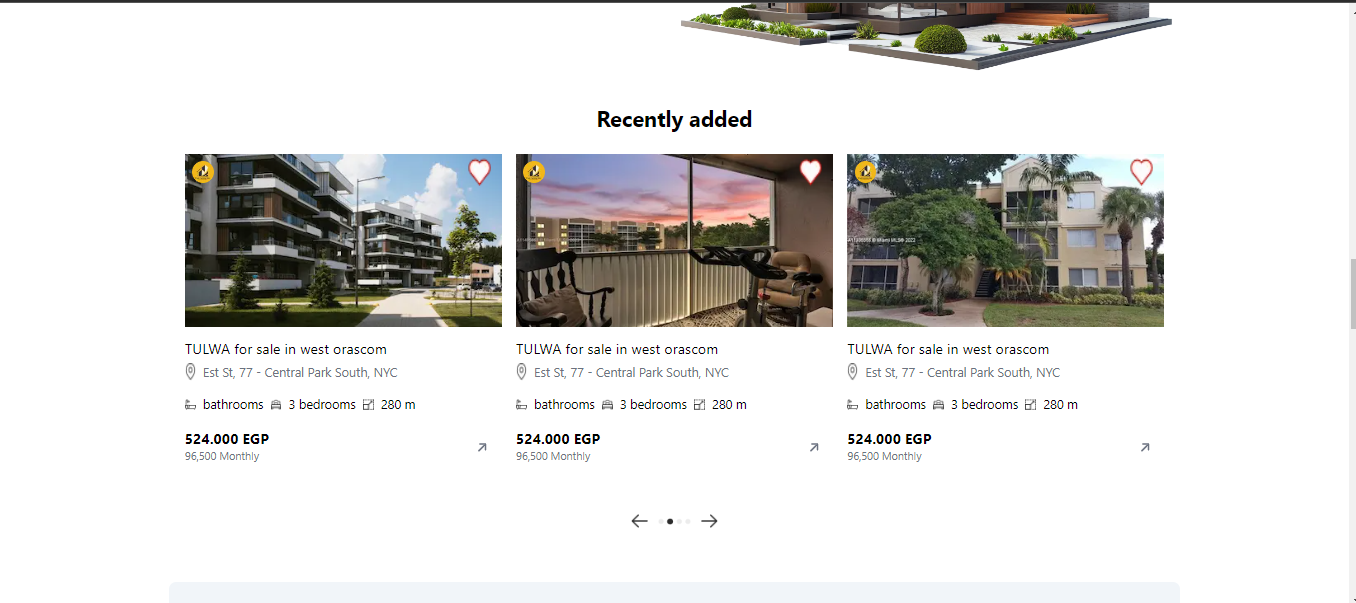 Recently added
TULWA for sale in west orascom
Est St, 77 - Central Park South, NYC
bathrooms 3 bedrooms 280 m
524.000 EGP
96,500 Monthly
TULWA for sale in west orascom
Est St, 77 - Central Park South, NYC
bathrooms 3 bedrooms 280 m
524.000 EGP
96,500 Monthly
TULWA for sale in west orascom
Est St, 77 - Central Park South, NYC
bathrooms 3 bedrooms 280 m
524.000 EGP
96,500 Monthly